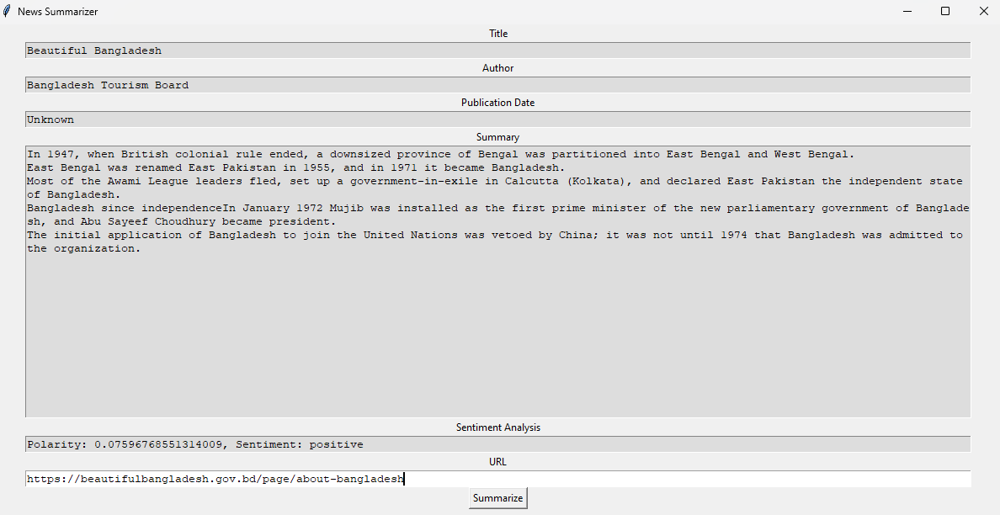 News Summarizer
Title
Beautiful Bangladesh
Author
Bangladesh Tourism Board
Publication Date
Unknown
Summary
In 1947, when British colonial rule ended, a downsized province of Bengal was partitioned into East Bengal and West Bengal.
East Bengal was renamed East Pakistan in 1955, and in 1971 it became Bangladesh.
Most of the Awami League leaders fled, set up a government-in-exile in Calcutta (Kolkata), and declared East Pakistan the independent state
of Bangladesh.
Bangladesh since independenceIn January 1972 Mujib was installed as the first prime minister of the new parliamentary government of Banglade
sh, and Abu Sayeef Choudhury became president.
The initial application of Bangladesh to join the United Nations was vetoed by China; it was not until 1974 that Bangladesh was admitted to
the organization.
Sentiment Analysis
Polarity: 0.07596768551314009, Sentiment: positive
URL
https://beautifulbangladesh.gov.bd/page/about-bangladesh
Summarize